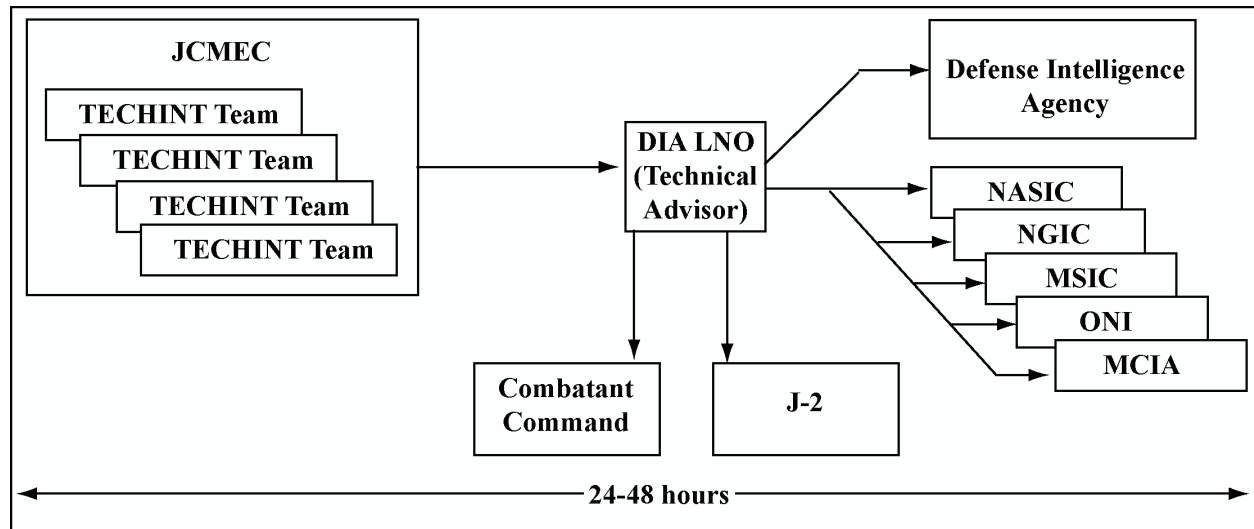 JCMEC
TECHINT Team
TECHINT Team
TECHINT Team
TECHINT Team
DIA LNO
(Technical
Advisor)
Defense Intelligence
Agency
NASIC
NGIC
MSIC
ONI
MCIA
Combatant
Command
J-2
24-48 hours